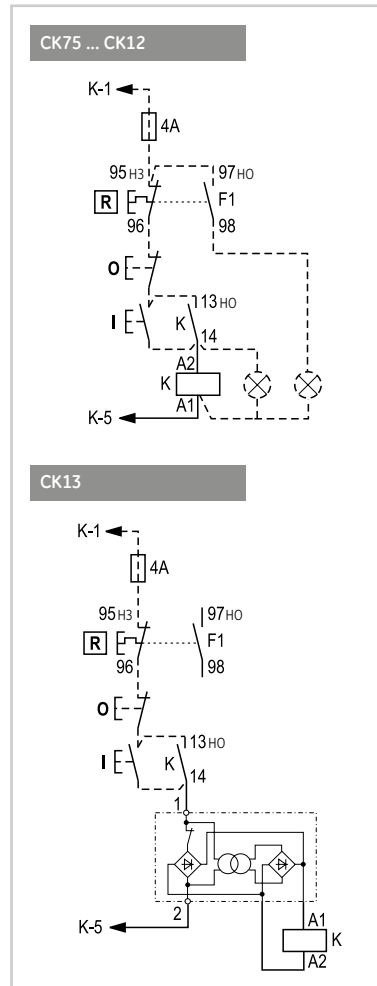 CK75 ... CK12
K-1
4A
95 НЗ 97 НО
R F1
96 98
O
13 НО
I K
14
A2
K
A1
K-5
CK13
K-1
4A
95 НЗ 97 НО
R F1
96 98
O
13 НО
I K
14
1
2
K-5
A1
K
A2